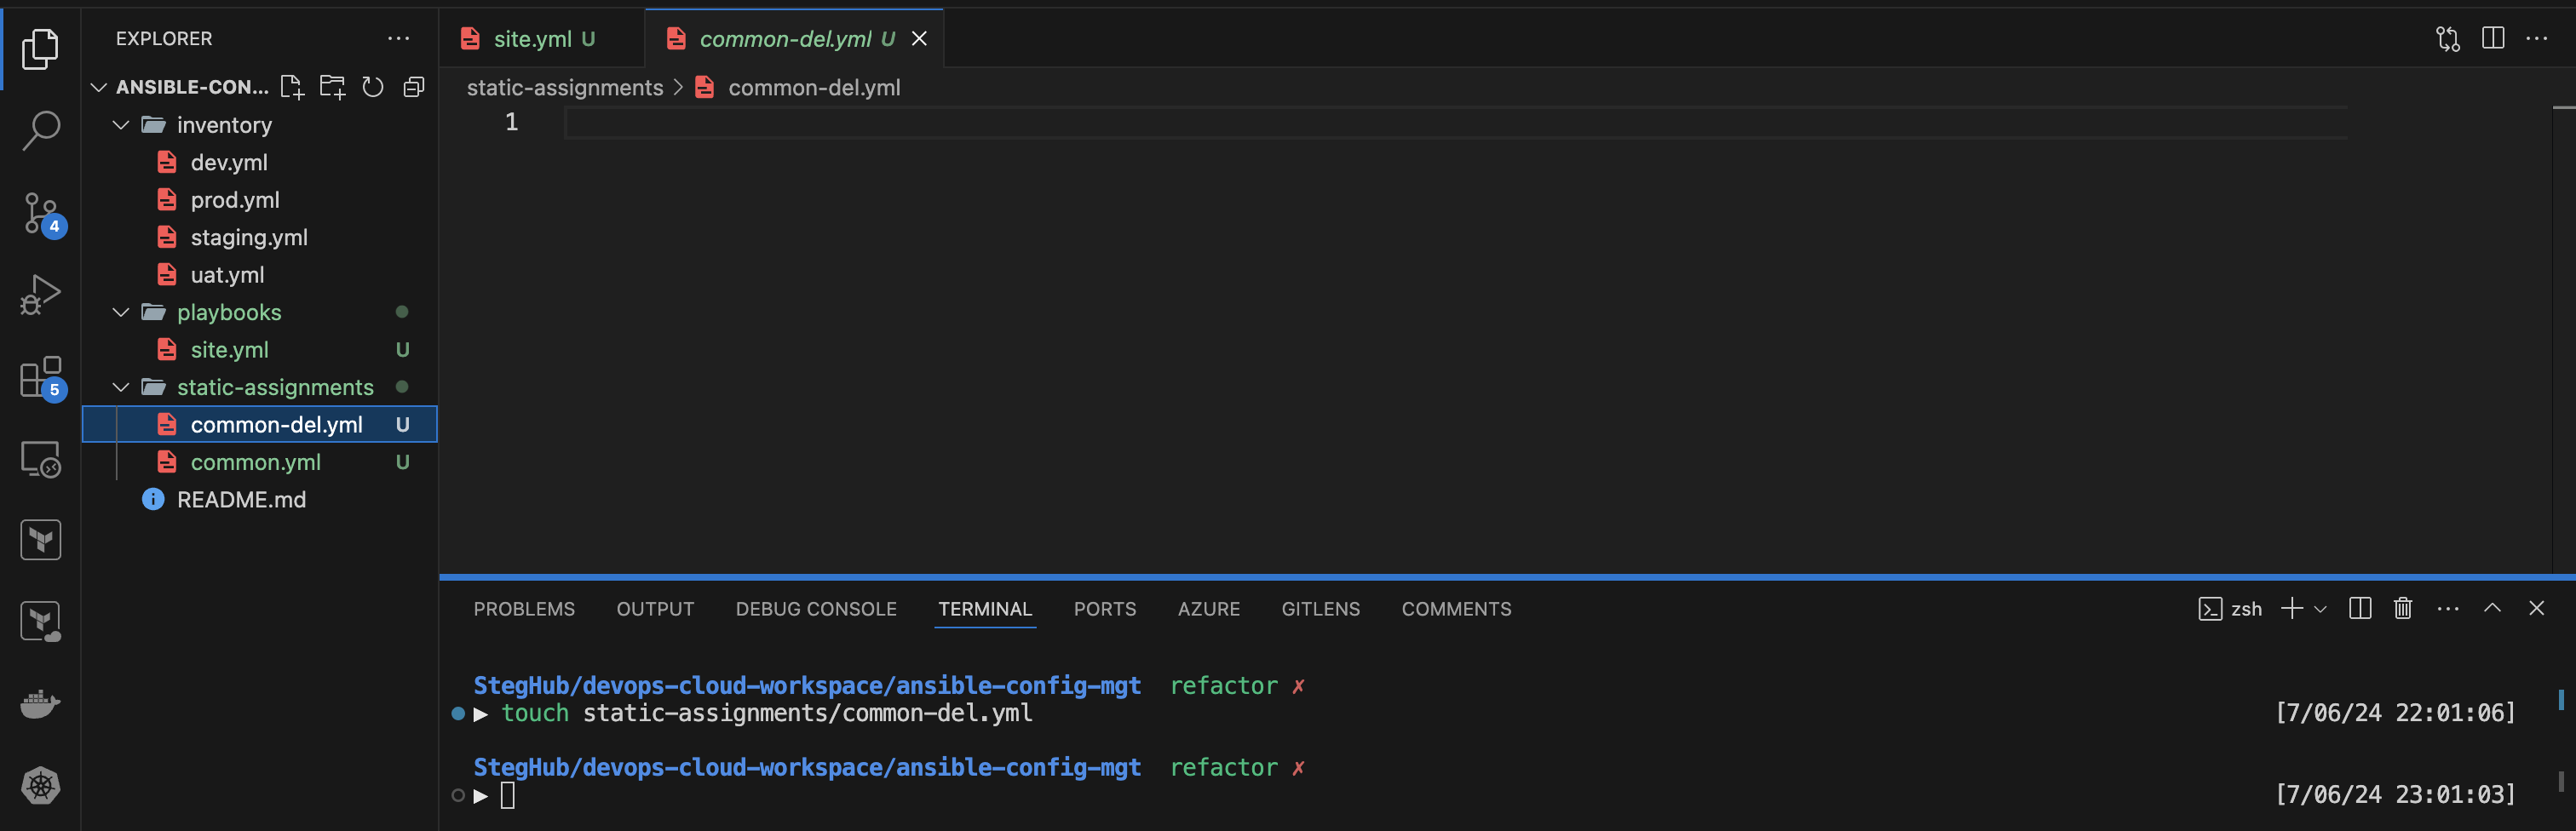 EXPLORER
ANSIBLE-CON...
inventory
dev.yml
prod.yml
staging.yml
uat.yml
playbooks
site.yml U
static-assignments
common-del.yml U
common.yml U
README.md
4
5
site.yml U
common-del.yml U
static-assignments > common-del.yml
1
PROBLEMS OUTPUT DEBUG CONSOLE TERMINAL PORTS AZURE GITLENS COMMENTS
zsh
StegHub/devops-cloud-workspace/ansible-config-mgt refactor ✗
▶ touch static-assignments/common-del.yml [7/06/24 22:01:06]
StegHub/devops-cloud-workspace/ansible-config-mgt refactor ✗
▶ [7/06/24 23:01:03]